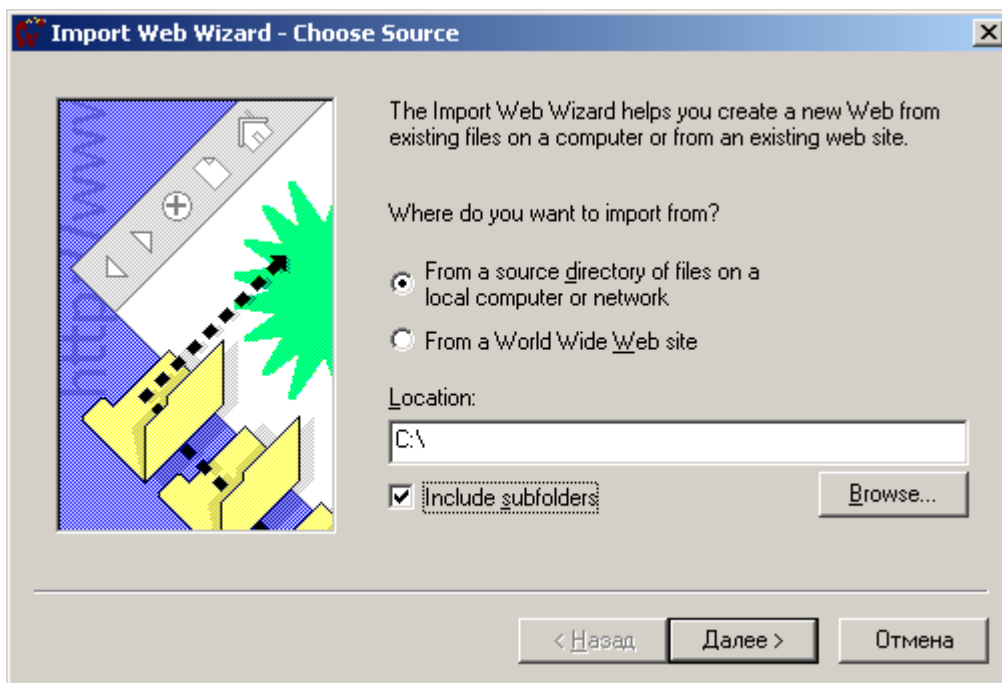 Import Web Wizard - Choose Source
The Import Web Wizard helps you create a new Web from
existing files on a computer or from an existing web site.
http://www
Where do you want to import from?
From a source directory of files on a
local computer or network
From a World Wide Web site
Location:
C:\
Include subfolders
Browse...
< Назад
Далее >
Отмена